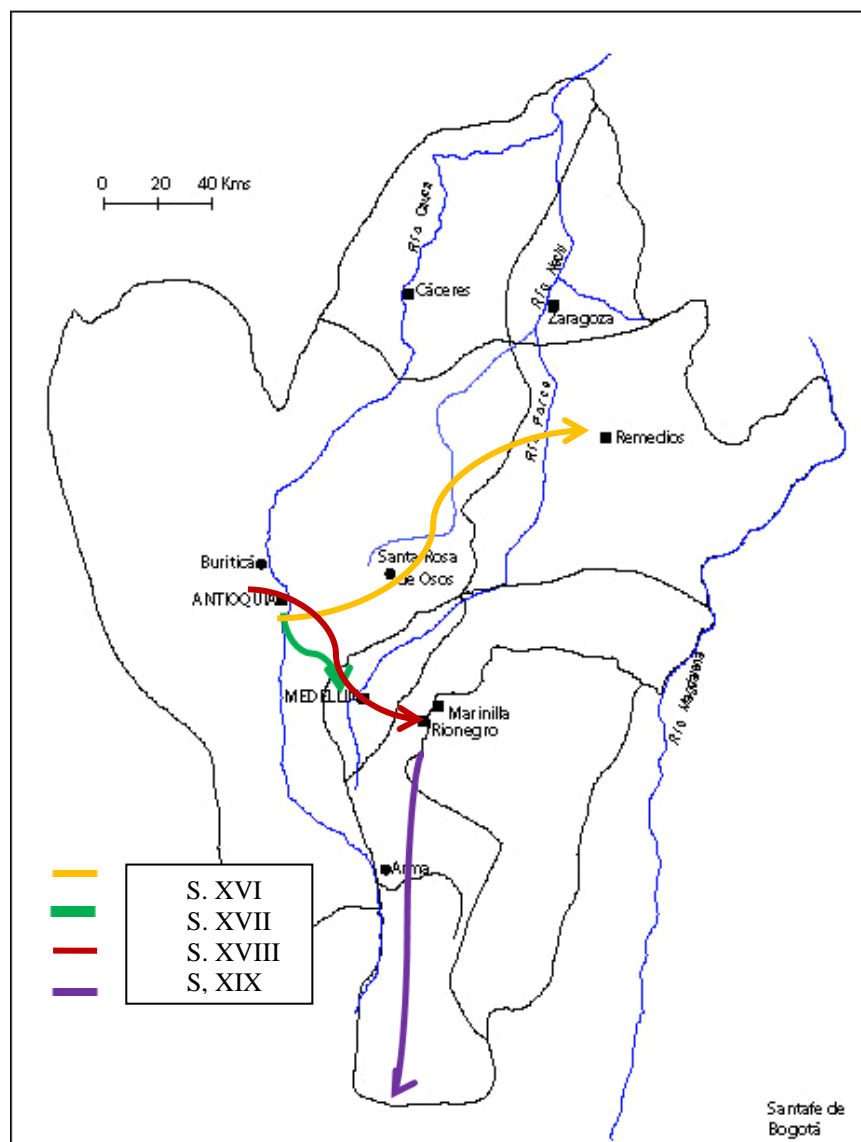 0 20 40 Kms
Río Cauca
Río Nechí
Cáceres
Zaragoza
Río Porce
Remedios
Buriticá
Santa Rosa
de Osos
ANTIOQUIA
Río Magdalena
MEDELLIN
Marinilla
Rionegro
Arma
S. XVI
S. XVII
S. XVIII
S, XIX
Santafe de
Bogotá